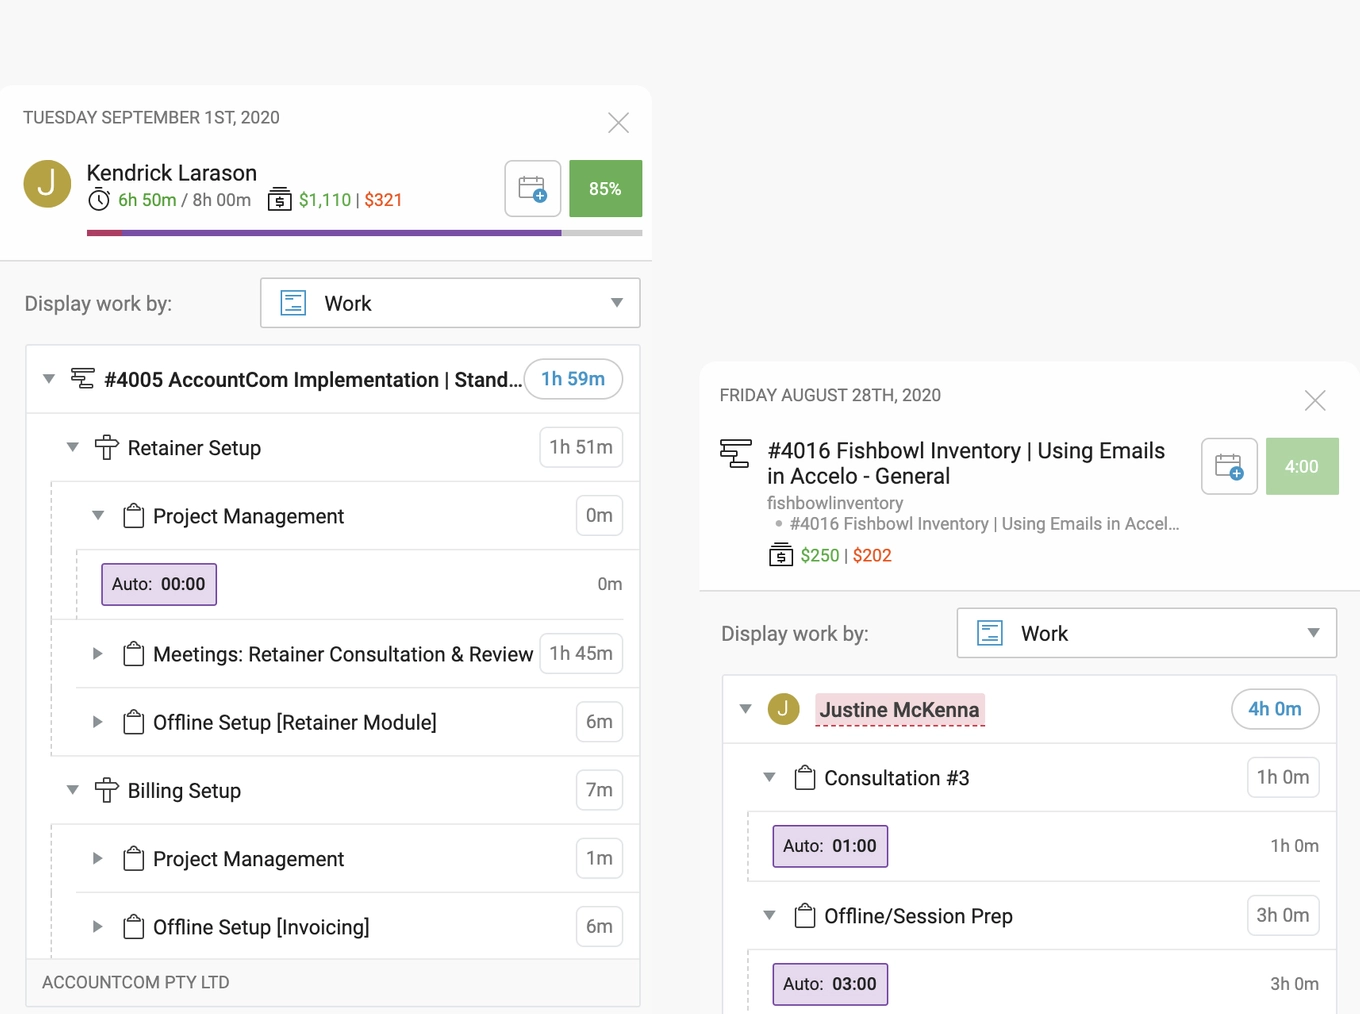 TUESDAY SEPTEMBER 1ST, 2020
J
Kendrick Larason
6h 50m / 8h 00m $1,110 | $321
85%
Display work by:
Work
#4005 AccountCom Implementation | Stand...
1h 59m
Retainer Setup
1h 51m
Project Management
0m
Auto: 00:00
0m
Meetings: Retainer Consultation & Review
1h 45m
Offline Setup [Retainer Module]
6m
Billing Setup
7m
Project Management
1m
Offline Setup [Invoicing]
6m
ACCOUNTCOM PTY LTD
FRIDAY AUGUST 28TH, 2020
#4016 Fishbowl Inventory | Using Emails
in Accelo - General
4:00
fishbowlinventory
#4016 Fishbowl Inventory | Using Emails in Accel...
$250 | $202
Display work by:
Work
J
Justine McKenna
4h 0m
Consultation #3
1h 0m
Auto: 01:00
1h 0m
Offline/Session Prep
3h 0m
Auto: 03:00
3h 0m